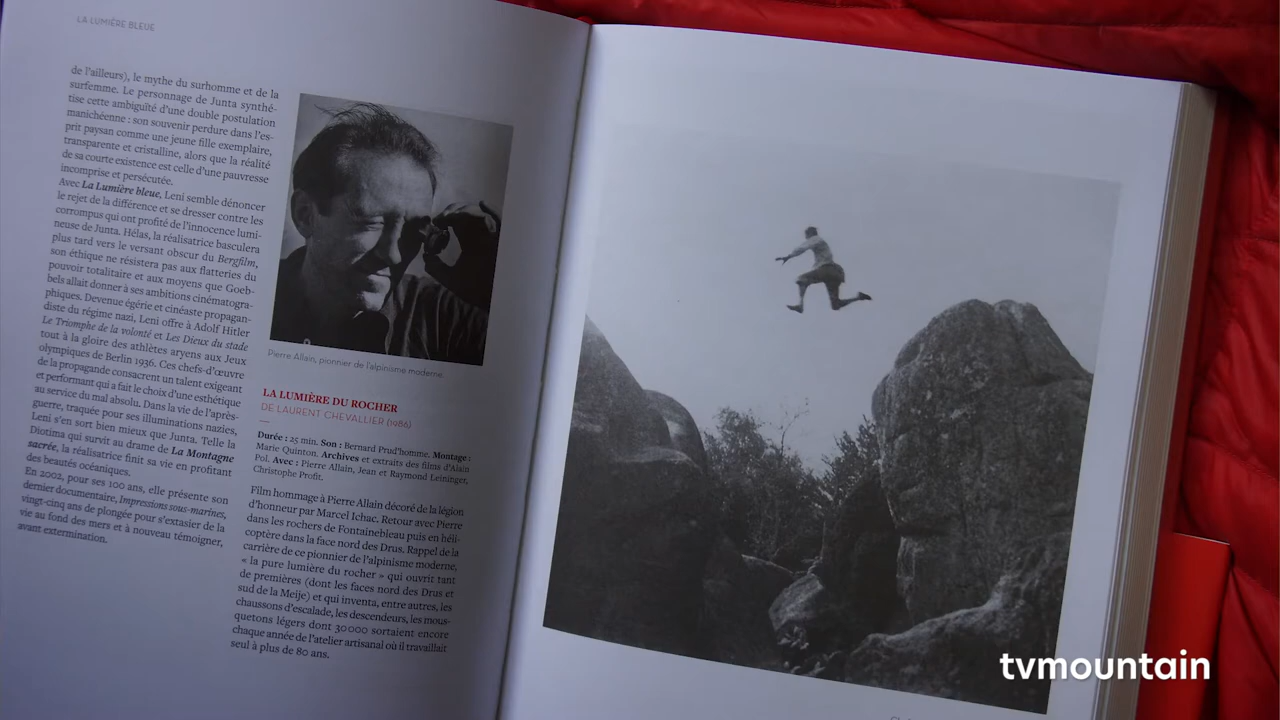 LA LUMIÈRE BLEUE
de l'ailleurs), le mythe du surhomme et de la
surfemme. Le personnage de Junta synthé-
tise cette ambiguïté d'une double postulation
manichéenne : son souvenir perdure dans l'es-
prit paysan comme une jeune fille exemplaire,
transparente et cristalline, alors que la réalité
de sa courte existence est celle d'une pauvresse
incomprise et persécutée.
Avec La Lumière bleue, Leni semble dénoncer
le rejet de la différence et se dresser contre les
corrompus qui ont profité de l'innocence lumi-
neuse de Junta. Hélas, la réalisatrice basculera
plus tard vers le versant obscur du Bergfilm,
son éthique ne résistera pas aux flatteries du
pouvoir totalitaire et aux moyens que Goeb-
bels allait donner à ses ambitions cinématogra-
phiques. Devenue égérie et cinéaste propagan-
diste du régime nazi, Leni offre à Adolf Hitler
Le Triomphe de la volonté et Les Dieux du stade
tout à la gloire des athlètes aryens aux Jeux
olympiques de Berlin 1936. Ces chefs-d'œuvre
de la propagande consacrent un talent exigeant
et performant qui a fait le choix d'une esthétique
au service du mal absolu. Dans la vie de l'après-
guerre, traquée pour ses illuminations nazies,
Leni s'en sort bien mieux que Junta. Telle la
Diotima qui survit au drame de La Montagne
sacrée, la réalisatrice finit sa vie en profitant
des beautés océaniques.
En 2002, pour ses 100 ans, elle présente son
dernier documentaire, Impressions sous-marines,
vingt-cinq ans de plongée pour s'extasier de la
vie au fond des mers et à nouveau témoigner,
avant extermination.
Pierre Allain, pionnier de l'alpinisme moderne.
LA LUMIÈRE DU ROCHER
DE LAURENT CHEVALLIER (1986)
Durée : 25 min. Son : Bernard Prud'homme. Montage :
Marie Quinton. Archives et extraits des films d'Alain
Pol. Avec : Pierre Allain, Jean et Raymond Leininger,
Christophe Profit.
Film hommage à Pierre Allain décoré de la légion
d'honneur par Marcel Ichac. Retour avec Pierre
dans les rochers de Fontainebleau puis en héli-
coptère dans la face nord des Drus. Rappel de la
carrière de ce pionnier de l'alpinisme moderne,
« la pure lumière du rocher » qui ouvrit tant
de premières (dont les faces nord des Drus et
sud de la Meije) et qui inventa, entre autres, les
chaussons d'escalade, les descendeurs, les mous-
quetons légers dont 30 000 sortaient encore
chaque année de l'atelier artisanal où il travaillait
seul à plus de 80 ans.
tvmountain